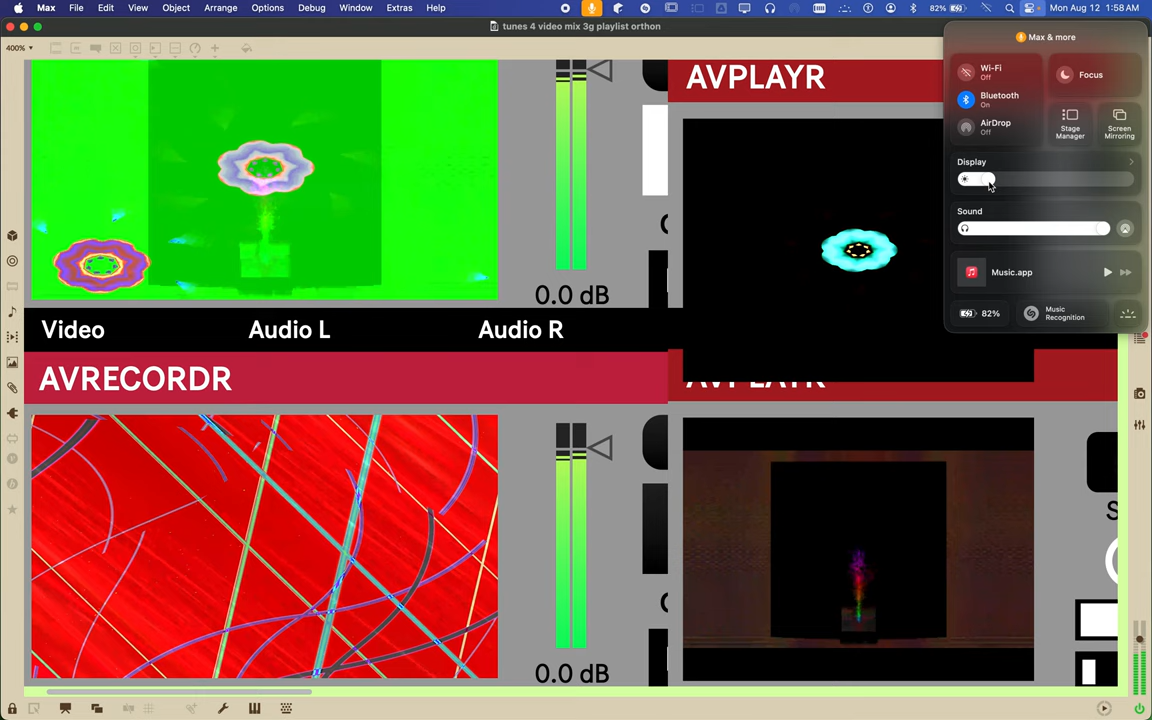 Max File Edit View Object Arrange Options Debug Window Extras Help
82% Mon Aug 12 1:58 AM
tunes 4 video mix 3g playlist orthon
400%
Max & more
Wi-Fi
Off
Focus
Bluetooth
On
AirDrop
Off
Stage
Manager
Screen
Mirroring
Display
Sound
Music.app
82%
Music
Recognition
AVPLAYR
0.0 dB
Video Audio L Audio R
AVRECORDR
AVPLAYR
0.0 dB